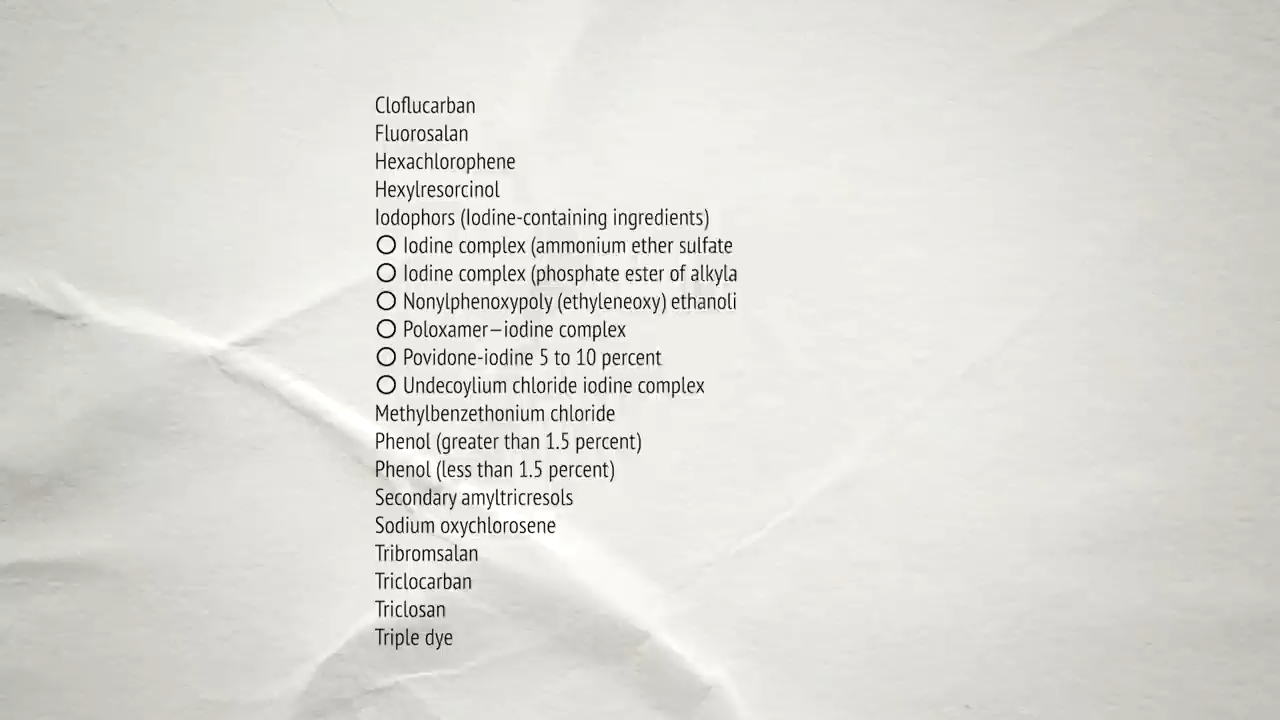 Cloflucarban
Fluorosalan
Hexachlorophene
Hexylresorcinol
Iodophors (Iodine-containing ingredients)
○ Iodine complex (ammonium ether sulfate
○ Iodine complex (phosphate ester of alkyla
○ Nonylphenoxypoly (ethyleneoxy) ethanoli
○ Poloxamer–iodine complex
○ Povidone-iodine 5 to 10 percent
○ Undecoylium chloride iodine complex
Methylbenzethonium chloride
Phenol (greater than 1.5 percent)
Phenol (less than 1.5 percent)
Secondary amyltricresols
Sodium oxychlorosene
Tribromsalan
Triclocarban
Triclosan
Triple dye